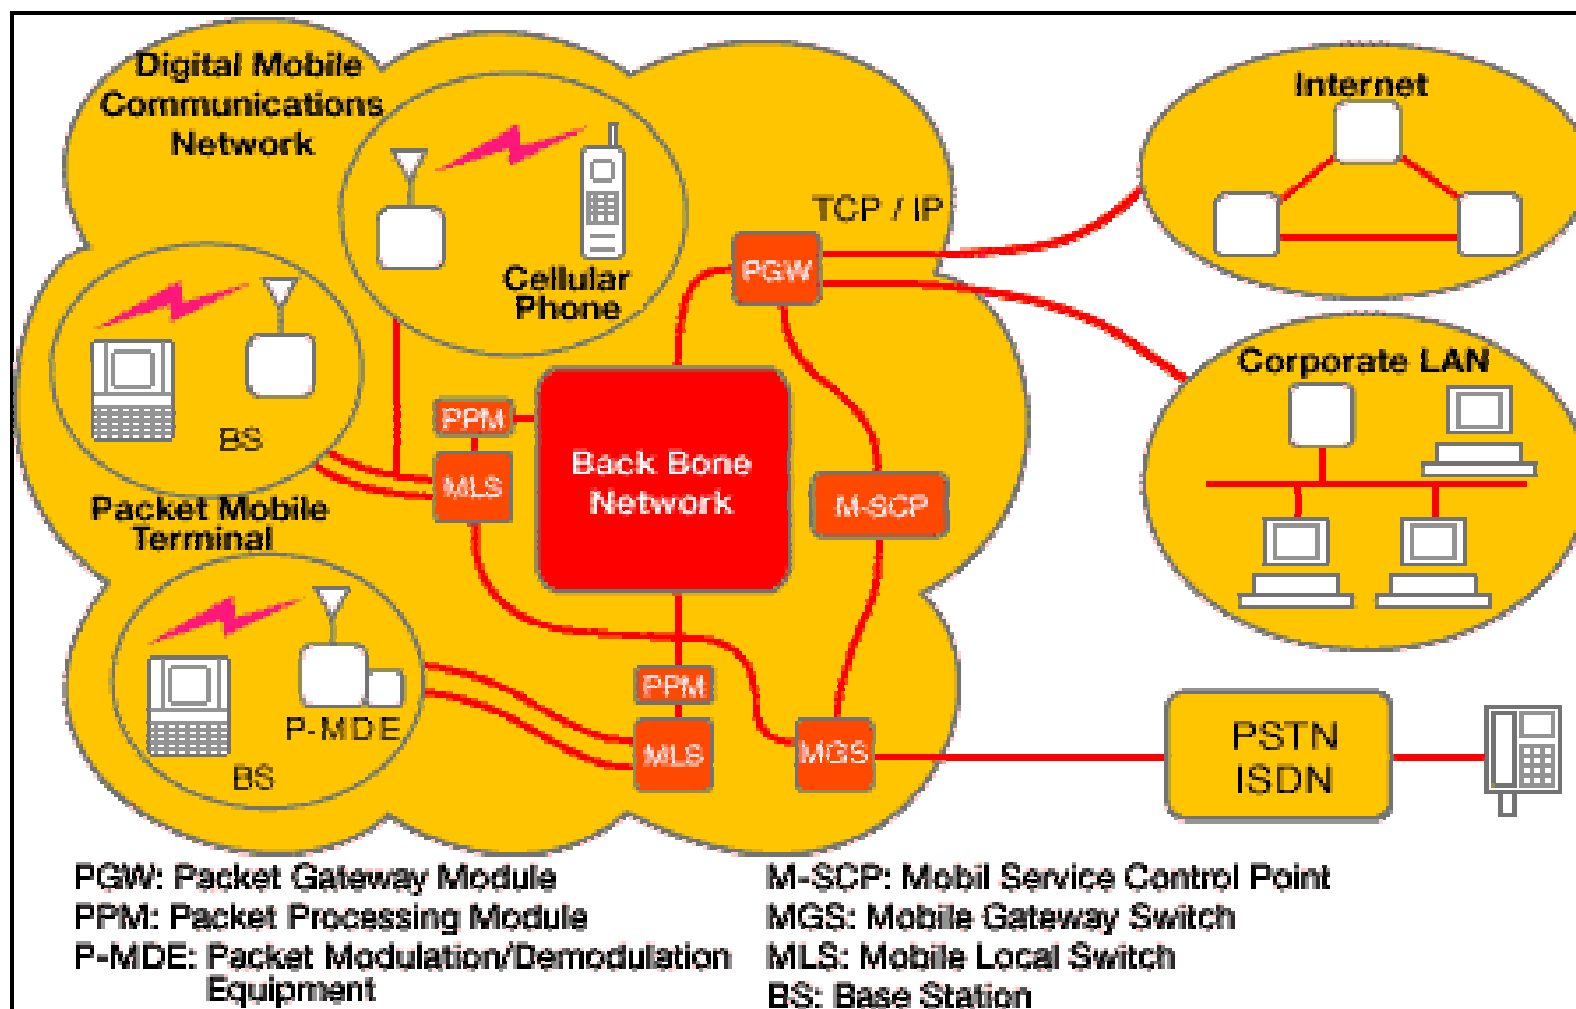 Digital Mobile
Communications
Network
Cellular
Phone
TCP / IP
Internet
PGW
Corporate LAN
BS
PPM
MLS
Back Bone
Network
M-SCP
Packet Mobile
Terminal
P-MDE
BS
PPM
MLS
MGS
PSTN
ISDN
PGW: Packet Gateway Module
PPM: Packet Processing Module
P-MDE: Packet Modulation/Demodulation
Equipment
M-SCP: Mobil Service Control Point
MGS: Mobile Gateway Switch
MLS: Mobile Local Switch
BS: Base Station